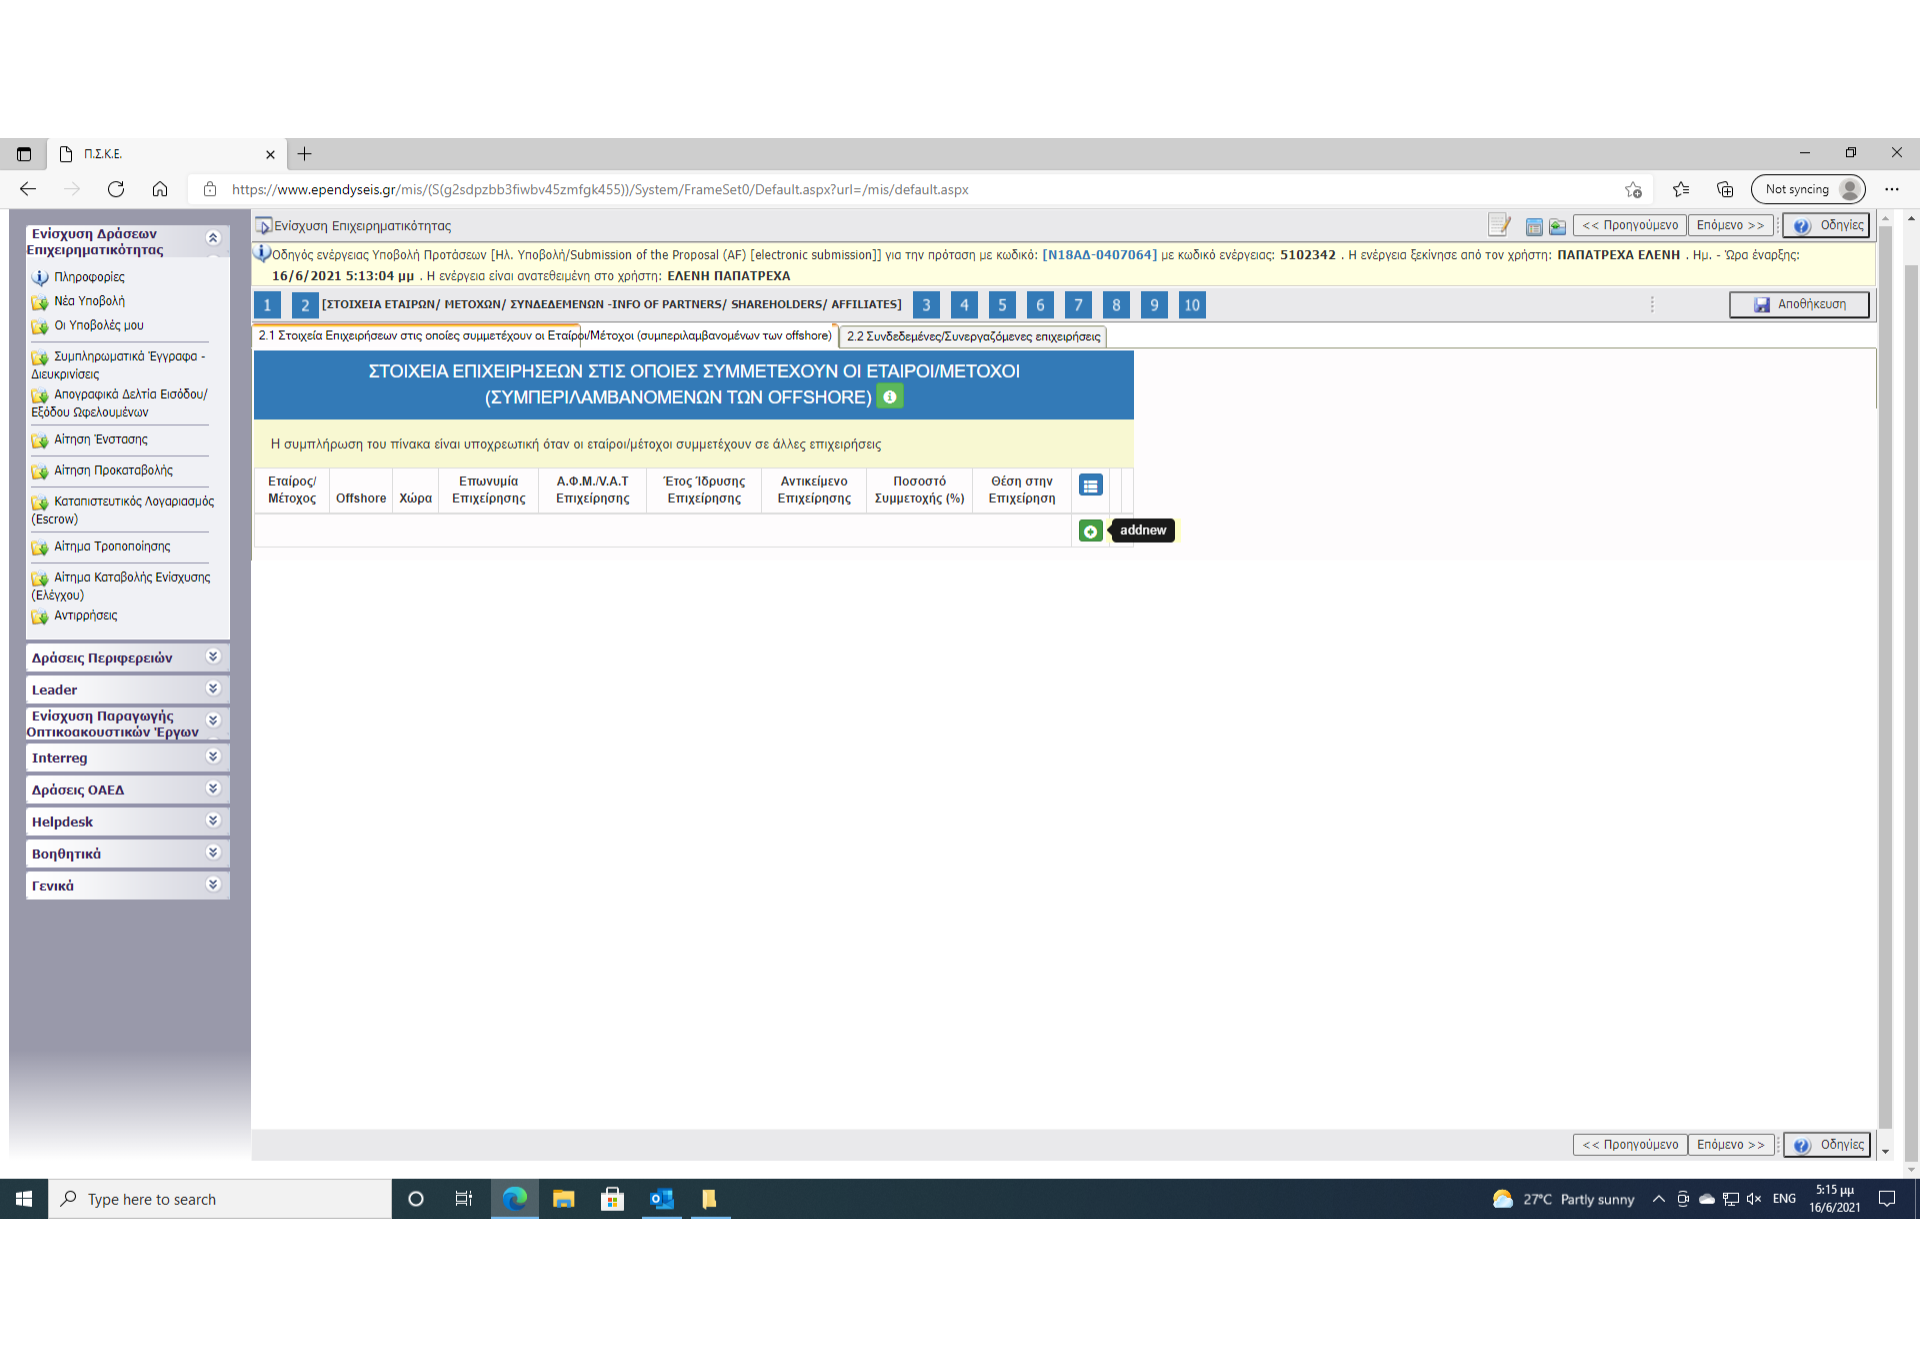 Π.Σ.Κ.Ε.
https://www.ependyseis.gr/mis/(S(g2sdpzbb3fiwbv45zmfgk455))/System/FrameSet0/Default.aspx?url=/mis/default.aspx
Not syncing
Ενίσχυση Δράσεων
Επιχειρηματικότητας
Πληροφορίες
Νέα Υποβολή
Οι Υποβολές μου
Συμπληρωματικά Έγγραφα -
Διευκρινίσεις
Απογραφικά Δελτία Εισόδου/
Εξόδου Ωφελουμένων
Αίτηση Ένστασης
Αίτηση Προκαταβολής
Καταπιστευτικός Λογαριασμός
(Escrow)
Αίτημα Τροποποίησης
Αίτημα Καταβολής Ενίσχυσης
(Ελέγχου)
Αντιρρήσεις
Δράσεις Περιφερειών
Leader
Ενίσχυση Παραγωγής
Οπτικοακουστικών Έργων
Interreg
Δράσεις ΟΑΕΔ
Helpdesk
Βοηθητικά
Γενικά
Ενίσχυση Επιχειρηματικότητας
<< Προηγούμενο Επόμενο >> Οδηγίες
Οδηγός ενέργειας Υποβολή Προτάσεων [Ηλ. Υποβολή/Submission of the Proposal (AF) [electronic submission]] για την πρόταση με κωδικό: [Ν18ΑΔ-0407064] με κωδικό ενέργειας: 5102342 . Η ενέργεια ξεκίνησε από τον χρήστη: ΠΑΠΑΤΡΕΧΑ ΕΛΕΝΗ . Ημ. - Ώρα έναρξης:
16/6/2021 5:13:04 μμ . Η ενέργεια είναι ανατεθειμένη στο χρήστη: ΕΛΕΝΗ ΠΑΠΑΤΡΕΧΑ
1 2 [ΣΤΟΙΧΕΙΑ ΕΤΑΙΡΩΝ/ ΜΕΤΟΧΩΝ/ ΣΥΝΔΕΔΕΜΕΝΩΝ -INFO OF PARTNERS/ SHAREHOLDERS/ AFFILIATES] 3 4 5 6 7 8 9 10
Αποθήκευση
2.1 Στοιχεία Επιχειρήσεων στις οποίες συμμετέχουν οι Εταίροι/Μέτοχοι (συμπεριλαμβανομένων των offshore) 2.2 Συνδεδεμένες/Συνεργαζόμενες επιχειρήσεις
ΣΤΟΙΧΕΙΑ ΕΠΙΧΕΙΡΗΣΕΩΝ ΣΤΙΣ ΟΠΟΙΕΣ ΣΥΜΜΕΤΕΧΟΥΝ ΟΙ ΕΤΑΙΡΟΙ/ΜΕΤΟΧΟΙ
(ΣΥΜΠΕΡΙΛΑΜΒΑΝΟΜΕΝΩΝ ΤΩΝ OFFSHORE)
Η συμπλήρωση του πίνακα είναι υποχρεωτική όταν οι εταίροι/μέτοχοι συμμετέχουν σε άλλες επιχειρήσεις
Εταίρος/ Επωνυμία Α.Φ.Μ./V.A.T Έτος Ίδρυσης Αντικείμενο Ποσοστό Θέση στην
Μέτοχος Offshore Χώρα Επιχείρησης Επιχείρησης Επιχείρησης Επιχείρησης Συμμετοχής (%) Επιχείρηση
addnew
<< Προηγούμενο Επόμενο >> Οδηγίες
Type here to search
27°C Partly sunny
ENG
5:15 μμ
16/6/2021